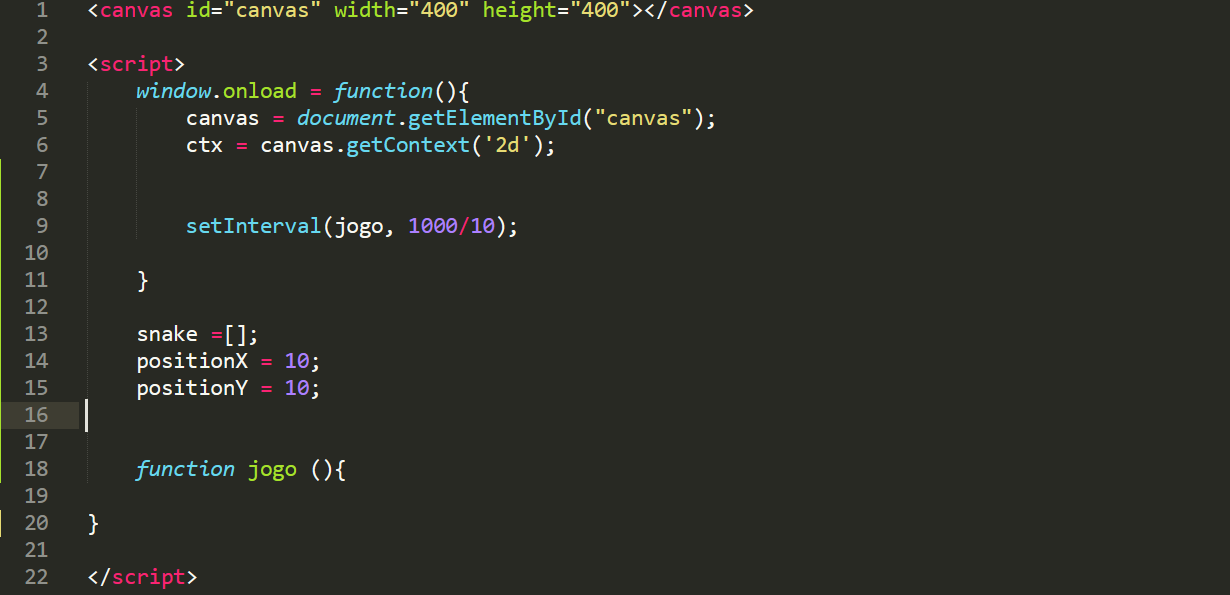 1 <canvas id="canvas" width="400" height="400"></canvas>
2
3 <script>
4 window.onload = function(){
5 canvas = document.getElementById("canvas");
6 ctx = canvas.getContext('2d');
7
8
9 setInterval(jogo, 1000/10);
10
11 }
12
13 snake =[];
14 positionX = 10;
15 positionY = 10;
16
17
18 function jogo (){
19
20 }
21
22 </script>